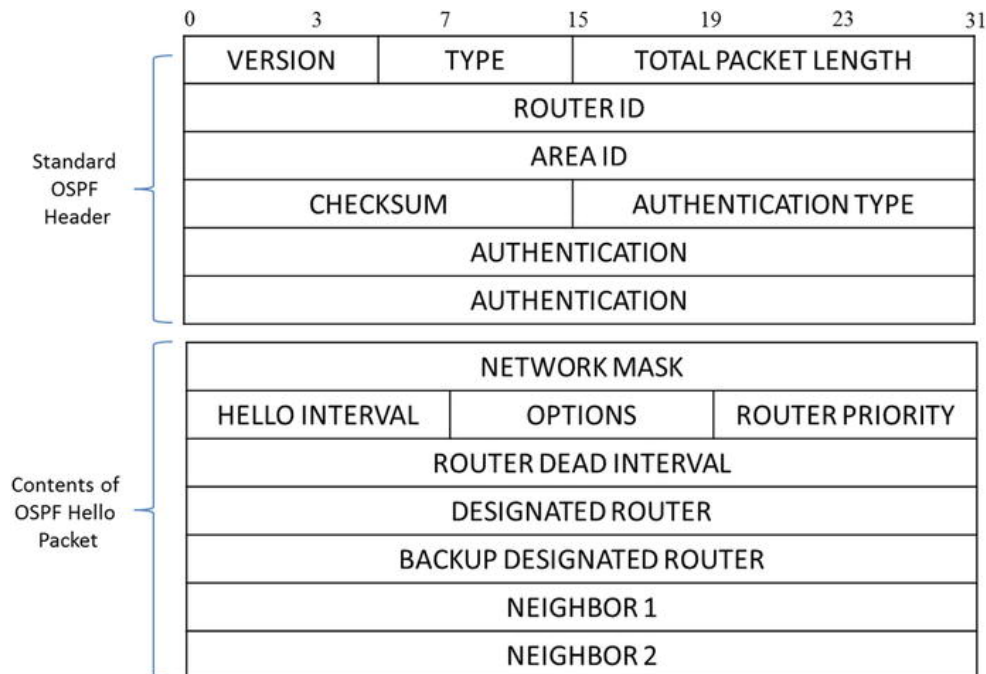 0 3 7 15 19 23 31
VERSION TYPE TOTAL PACKET LENGTH
ROUTER ID
AREA ID
CHECKSUM AUTHENTICATION TYPE
AUTHENTICATION
AUTHENTICATION
Standard
OSPF
Header
NETWORK MASK
HELLO INTERVAL OPTIONS ROUTER PRIORITY
ROUTER DEAD INTERVAL
DESIGNATED ROUTER
BACKUP DESIGNATED ROUTER
NEIGHBOR 1
NEIGHBOR 2
Contents of
OSPF Hello
Packet